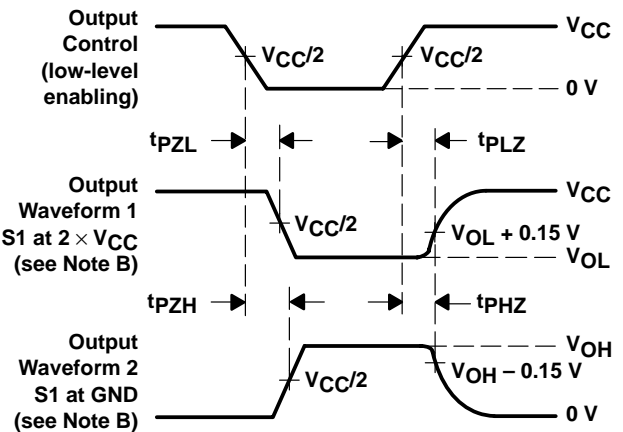 Output
Control
(low-level
enabling)
VCC/2
VCC/2
VCC
0 V
tPZL
tPLZ
Output
Waveform 1
S1 at 2 × VCC
(see Note B)
VCC/2
VCC
VOL + 0.15 V
VOL
tPZH
tPHZ
Output
Waveform 2
S1 at GND
(see Note B)
VCC/2
VOH
VOH – 0.15 V
0 V